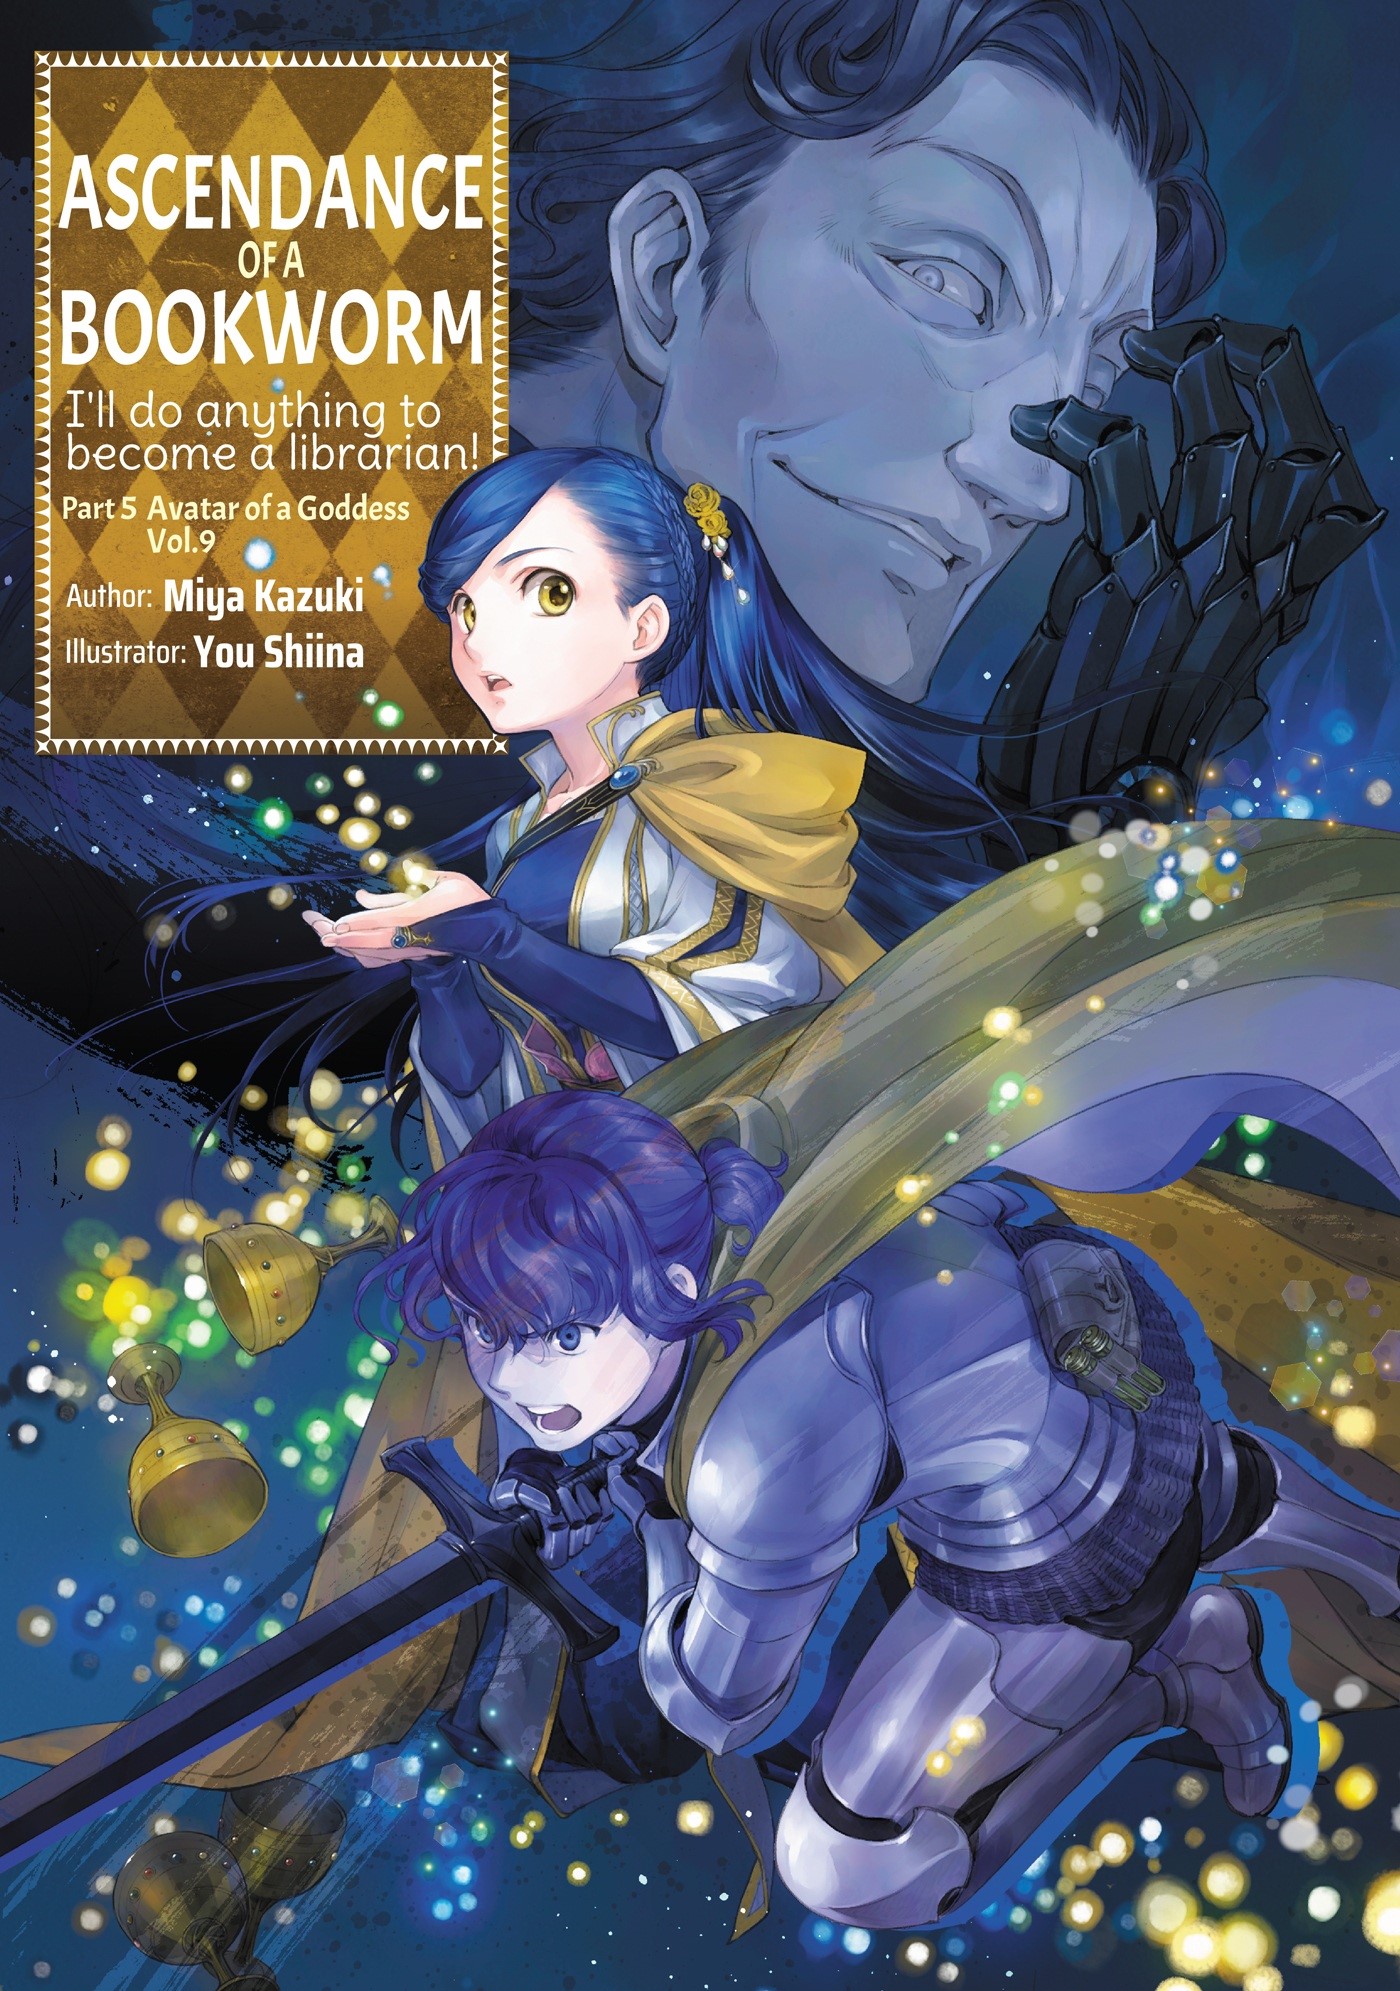 ASCENDANCE
OF A
BOOKWORM
I'll do anything to
become a librarian!
Part 5 Avatar of a Goddess
Vol.9
Author: Miya Kazuki
Illustrator: You Shiina